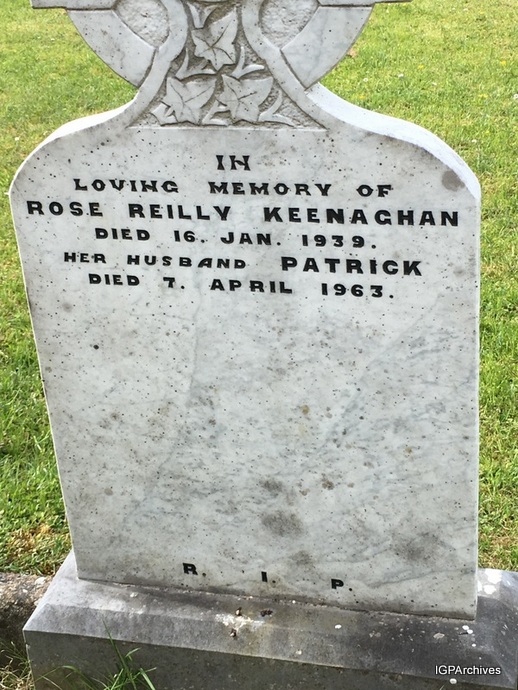 IN
LOVING MEMORY OF
ROSE REILLY KEENAGHAN
DIED 16. JAN. 1939.
HER HUSBAND PATRICK
DIED 7. APRIL 1963.
R. I. P.
IGPArchives